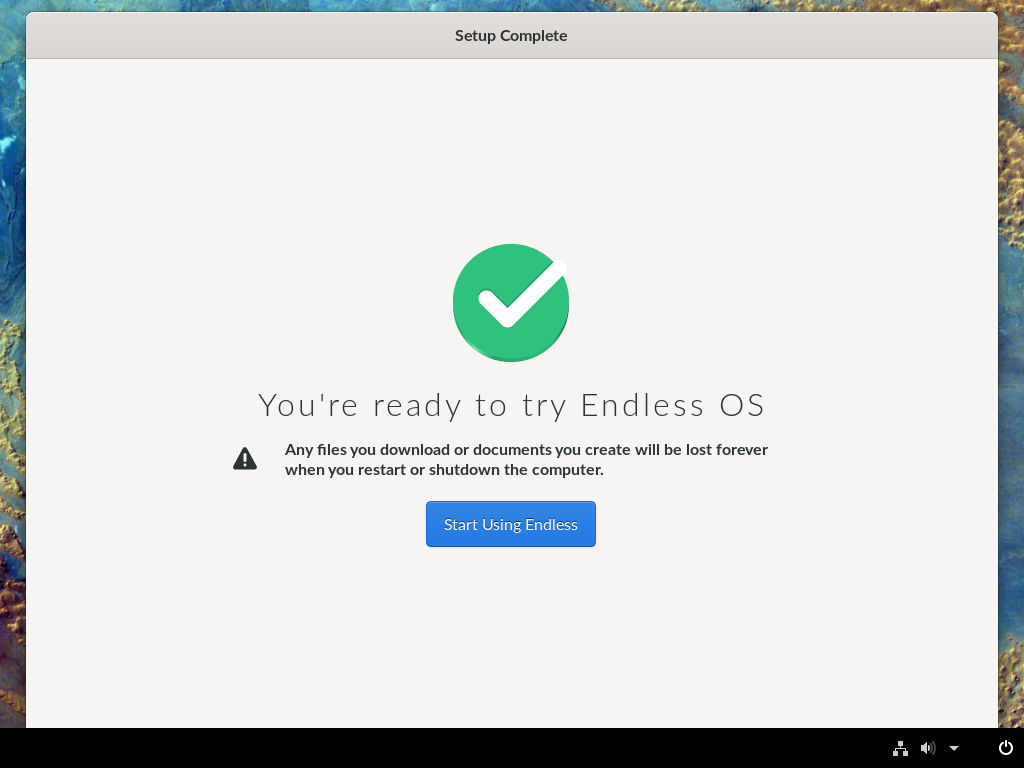 Setup Complete
You're ready to try Endless OS
Any files you download or documents you create will be lost forever
when you restart or shutdown the computer.
Start Using Endless